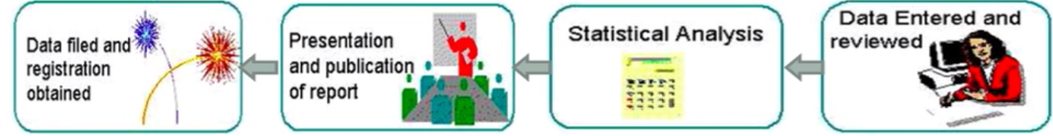 Data filed and
registration
obtained
Presentation
and publication
of report
Statistical Analysis
Data Entered and
reviewed